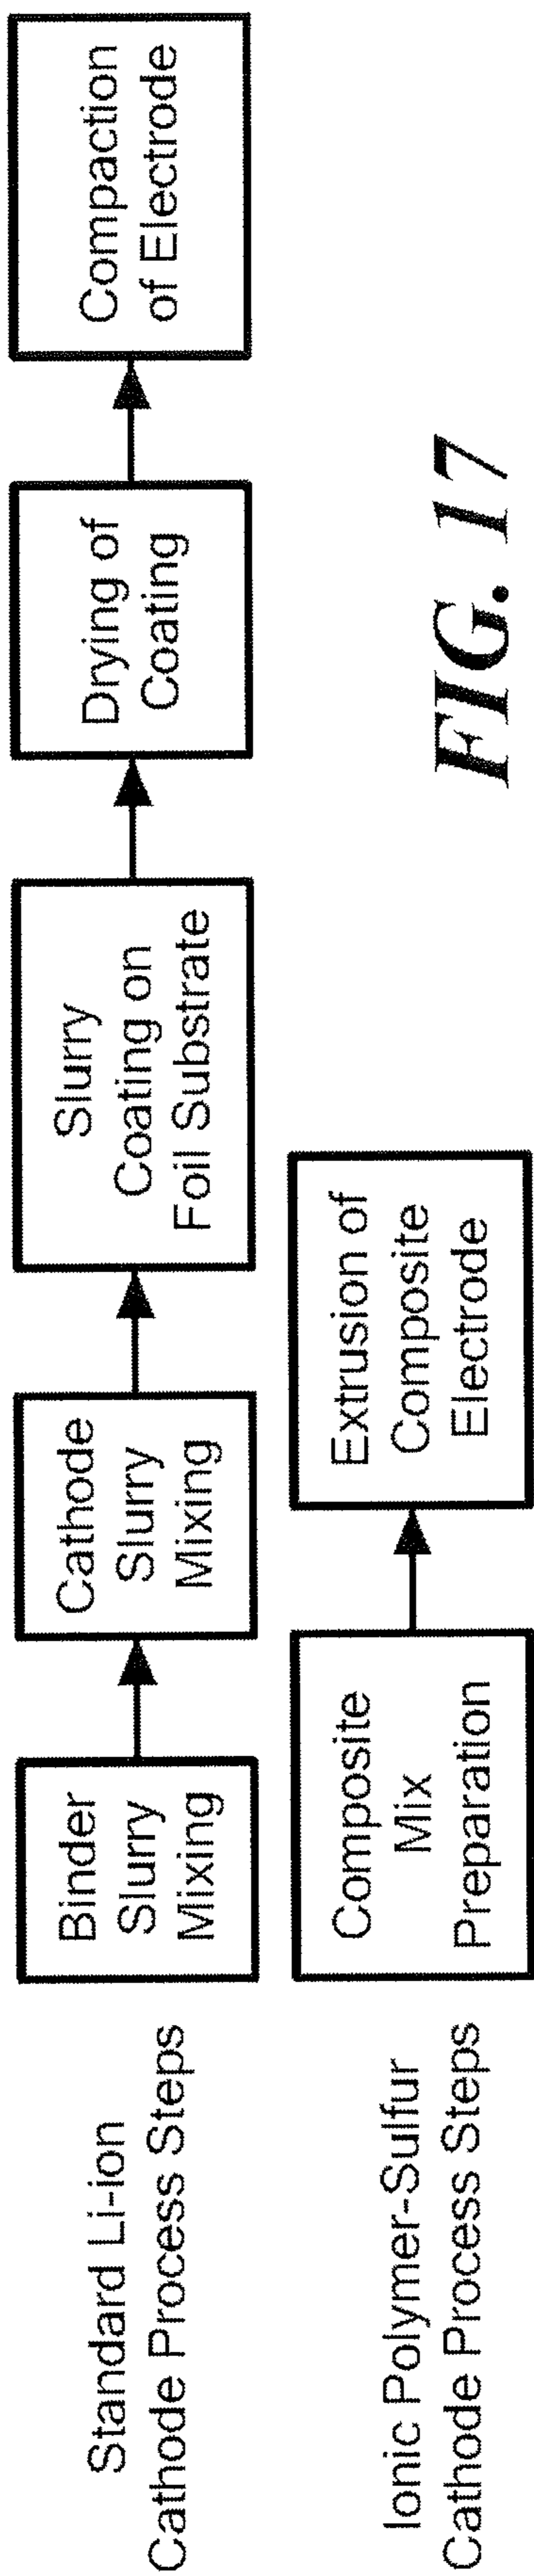 Standard Li-ion
Cathode Process Steps
Binder
Slurry
Mixing
Cathode
Slurry
Mixing
Slurry
Coating on
Foil Substrate
Drying of
Coating
Compaction
of Electrode
Ionic Polymer-Sulfur
Cathode Process Steps
Composite
Mix
Preparation
Extrusion of
Composite
Electrode
FIG. 17